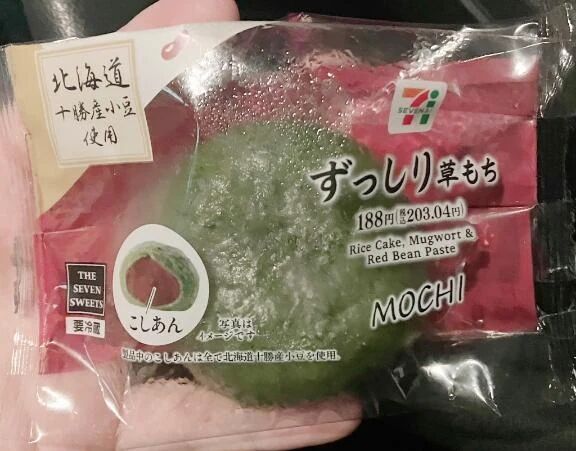 北海道
十勝産小豆
使用
7
SEVEN
ずっしり草もち
188円(税込203.04円)
Rice Cake, Mugwort &
Red Bean Paste
MOCHI
THE
SEVEN
SWEETS
要冷蔵
こしあん
写真は
イメージです
製品中のこしあんは全て北海道十勝産小豆を使用。